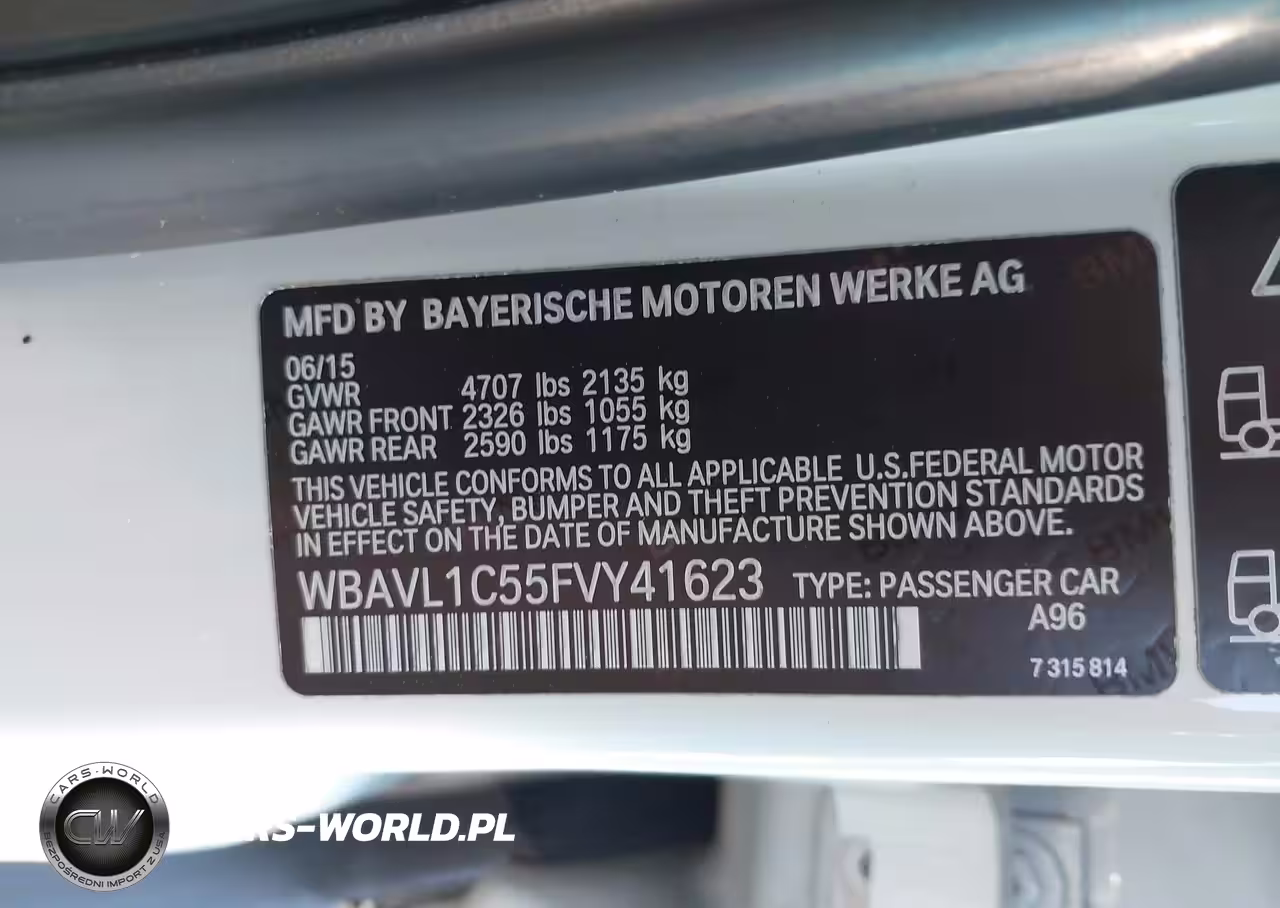 MFD BY BAYERISCHE MOTOREN WERKE AG
06/15
GVWR 4707 lbs 2135 kg
GAWR FRONT 2326 lbs 1055 kg
GAWR REAR 2590 lbs 1175 kg
THIS VEHICLE CONFORMS TO ALL APPLICABLE U.S.FEDERAL MOTOR
VEHICLE SAFETY, BUMPER AND THEFT PREVENTION STANDARDS
IN EFFECT ON THE DATE OF MANUFACTURE SHOWN ABOVE.
WBAVL1C55FVY41623 TYPE: PASSENGER CAR
A96
7 315 814
CARS-WORLD
CW
BEZPOŚREDNI IMPORT Z USA
CARS-WORLD.PL